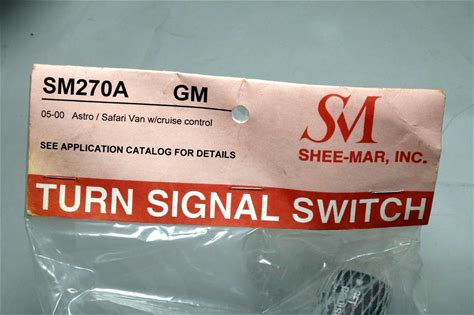 SM270A GM
05-00 Astro / Safari Van w/cruise control
SEE APPLICATION CATALOG FOR DETAILS
SM
SHEE-MAR, INC.
TURN SIGNAL SWITCH